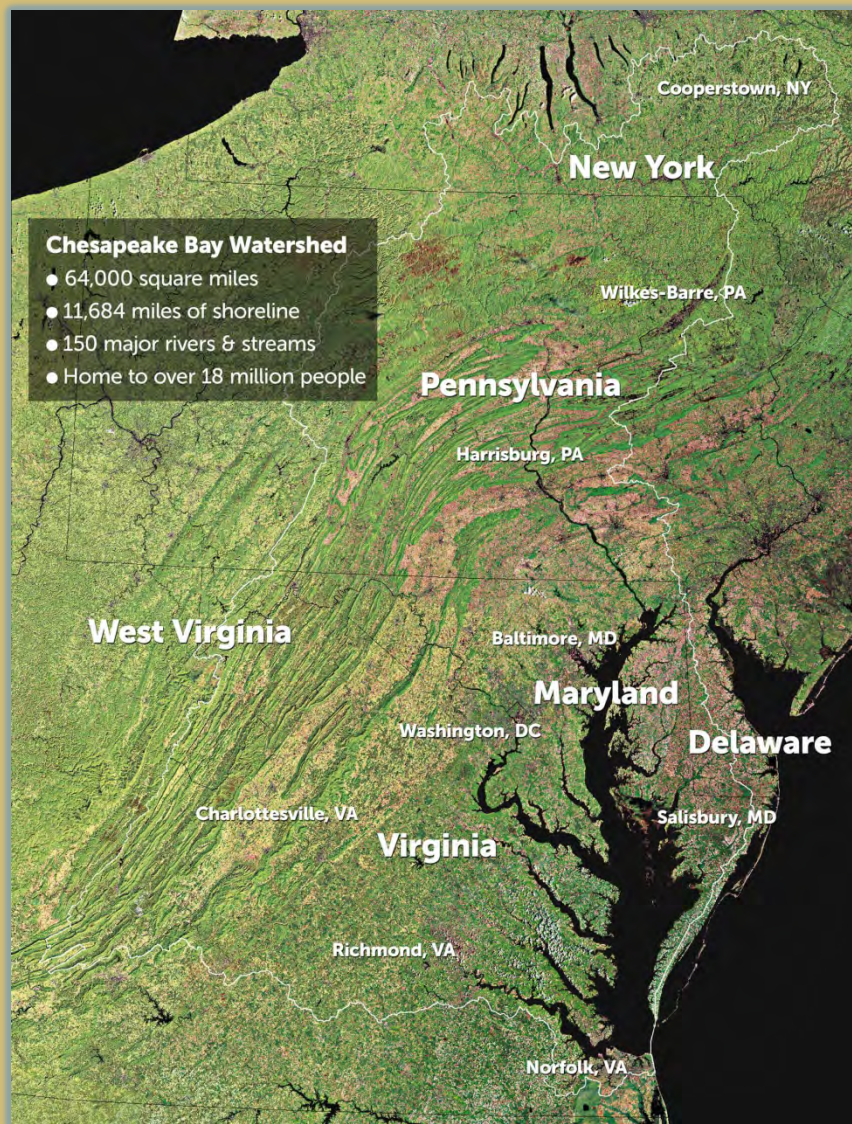 Cooperstown, NY
New York
Chesapeake Bay Watershed
● 64,000 square miles
● 11,684 miles of shoreline
● 150 major rivers & streams
● Home to over 18 million people
Wilkes-Barre, PA
Pennsylvania
Harrisburg, PA
West Virginia
Baltimore, MD
Maryland
Washington, DC
Delaware
Charlottesville, VA
Salisbury, MD
Virginia
Richmond, VA
Norfolk, VA